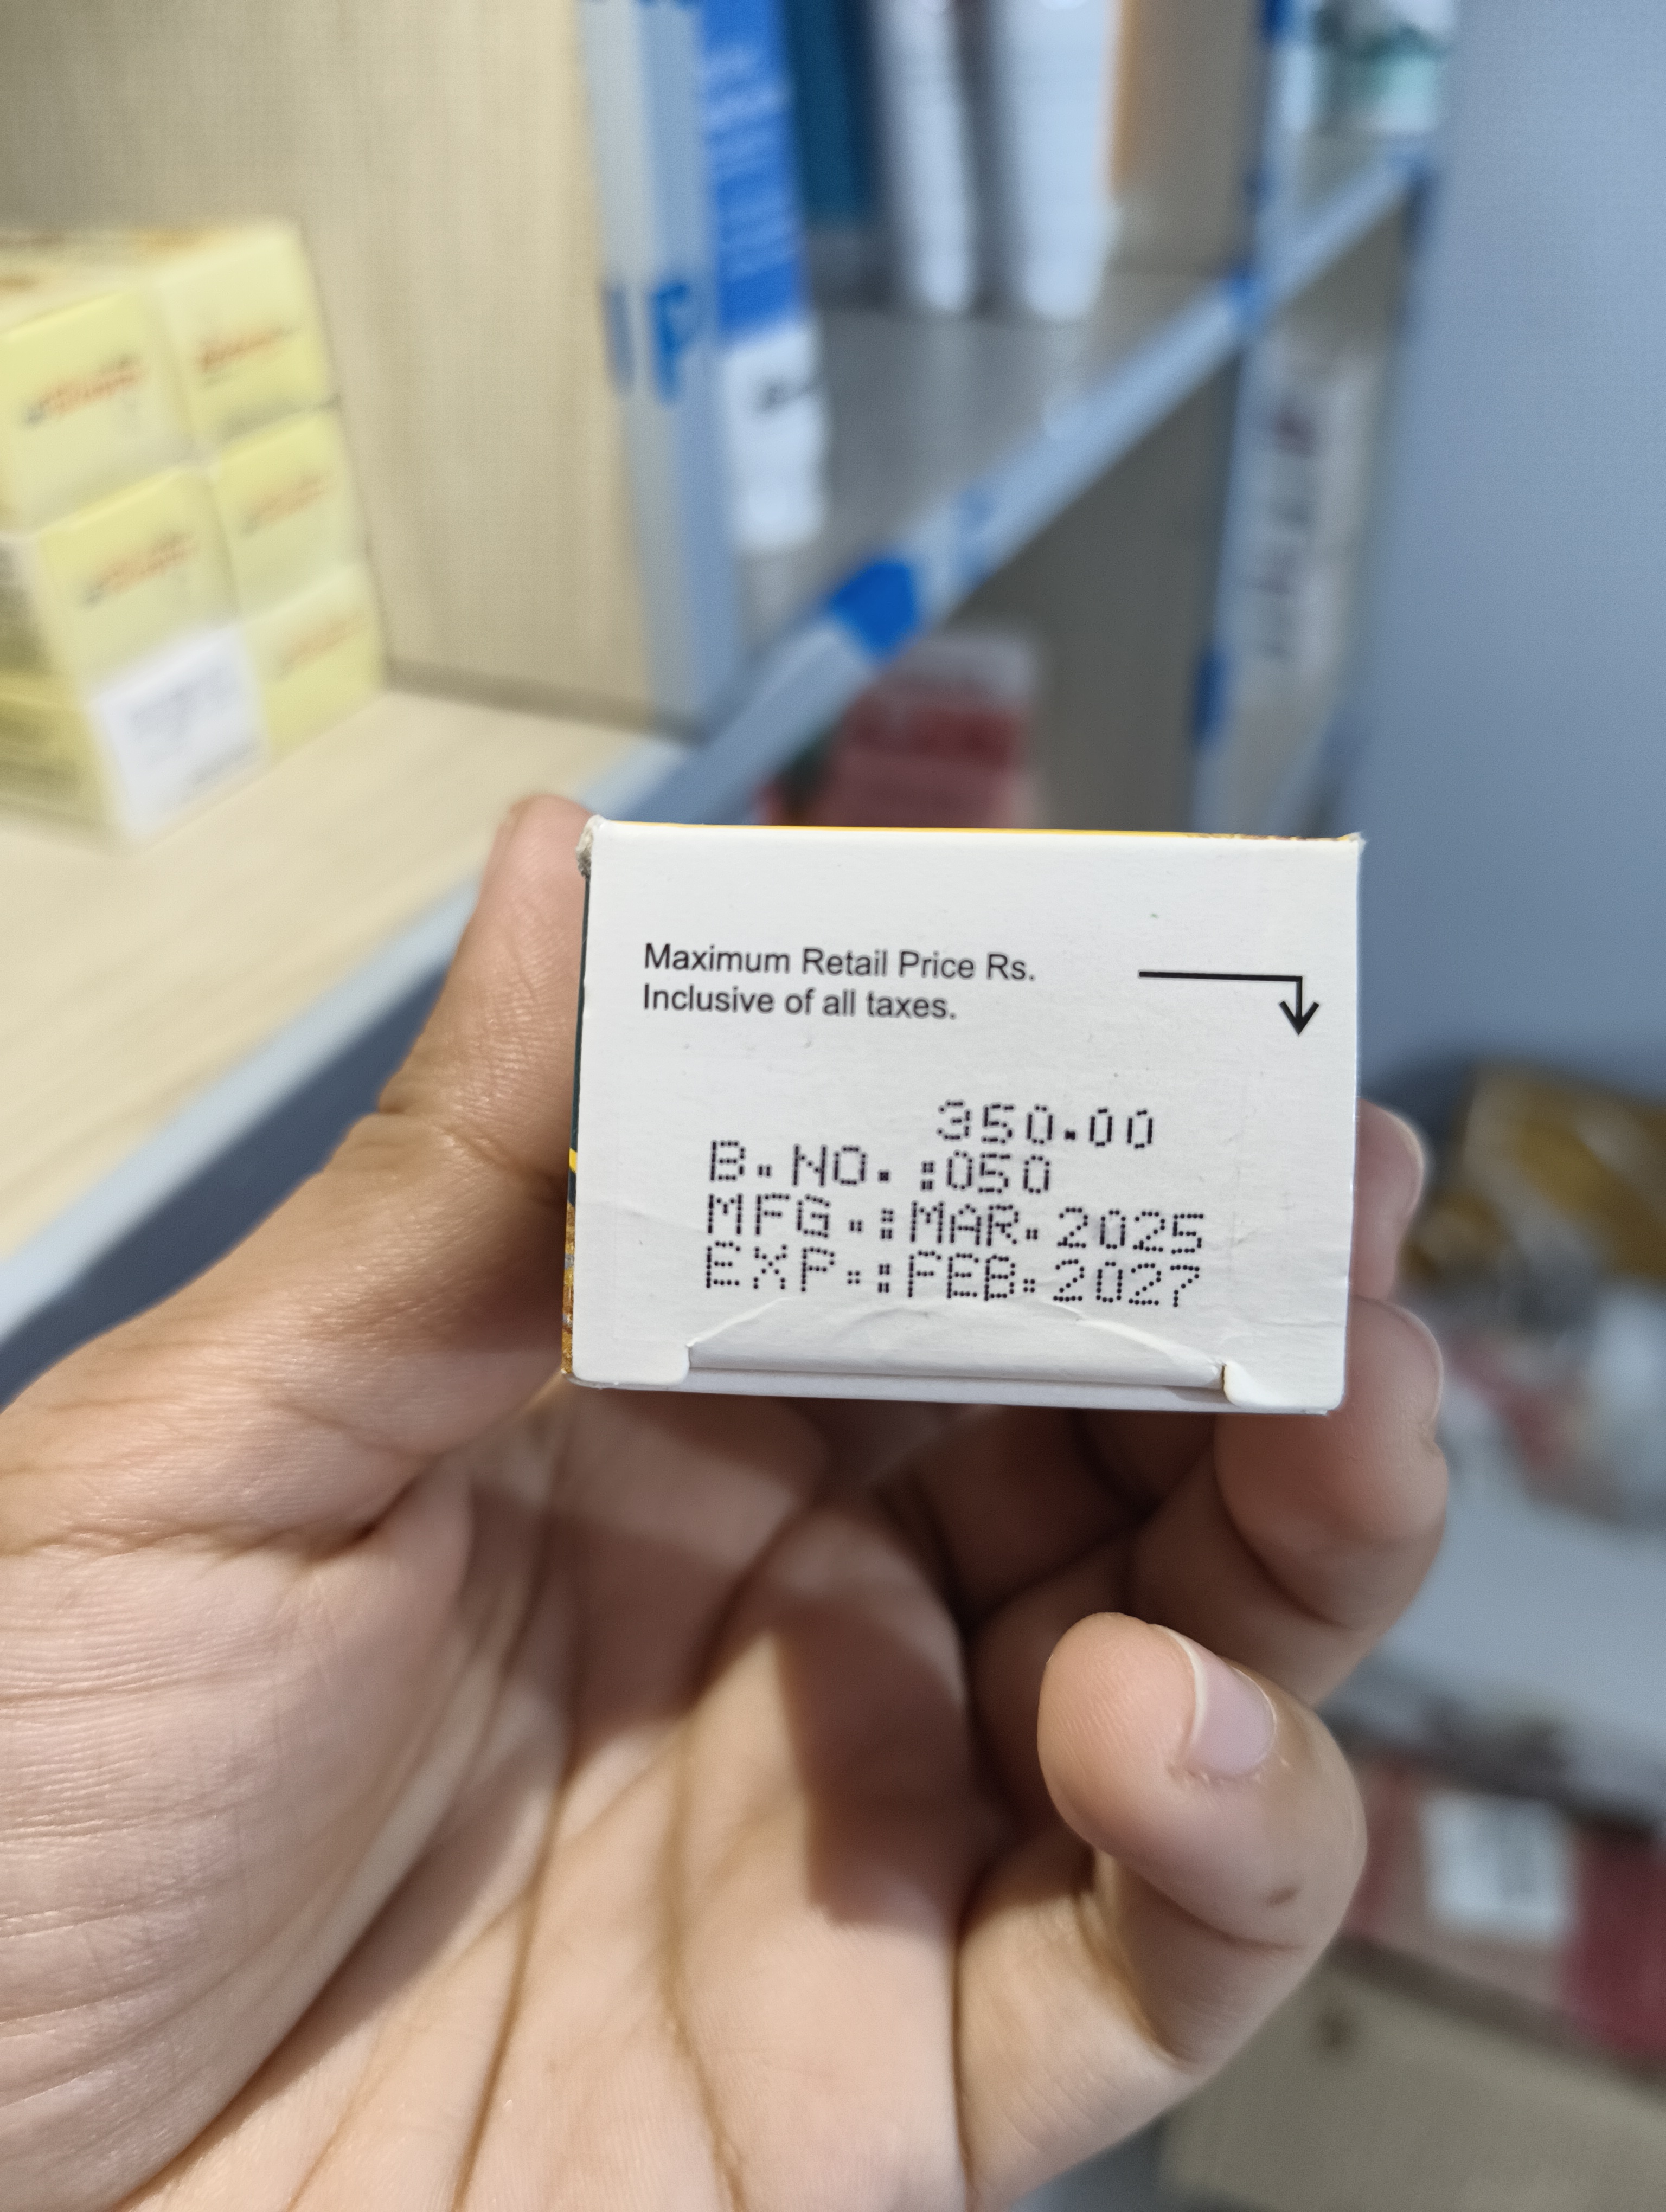 Maximum Retail Price Rs.
Inclusive of all taxes.
350.00
B.NO.:050
MFG.:MAR.2025
EXP.:FEB.2027